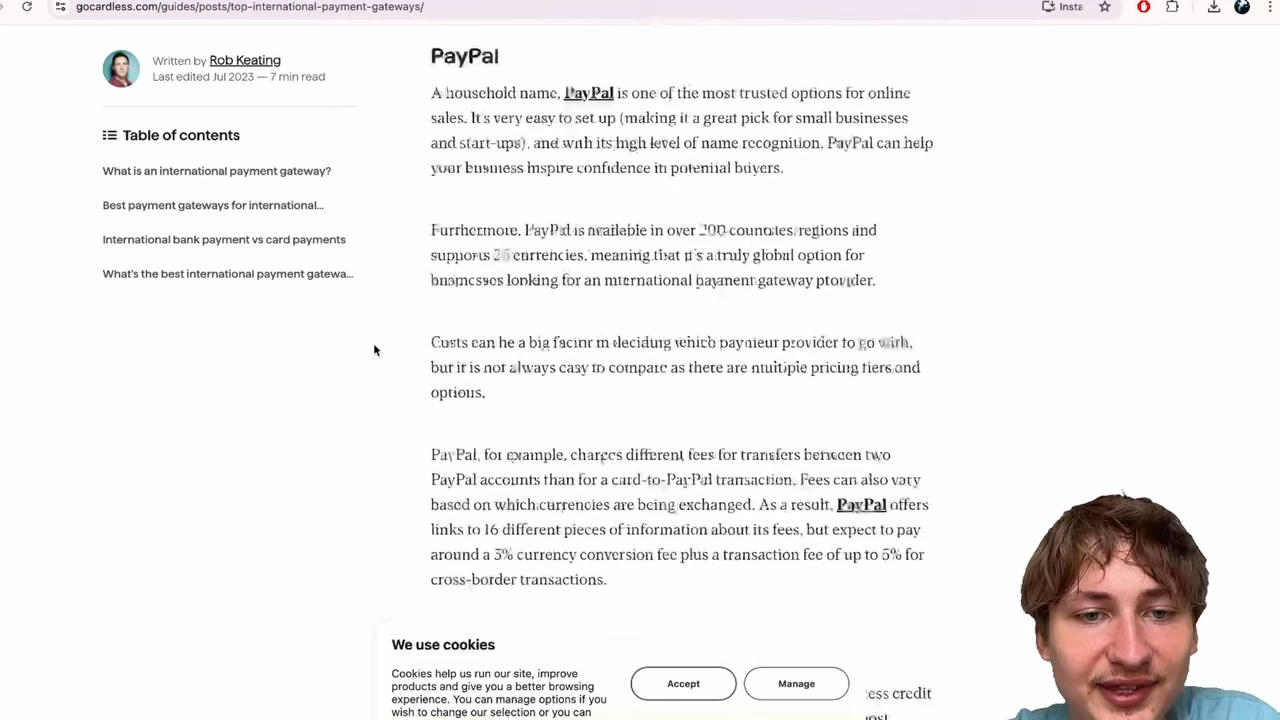 gocardless.com/guides/posts/top-international-payment-gateways/
Insta
Written by Rob Keating
Last edited Jul 2023 — 7 min read
Table of contents
What is an international payment gateway?
Best payment gateways for international...
International bank payment vs card payments
What's the best international payment gatewa...
PayPal
A household name, PayPal is one of the most trusted options for online
sales. It's very easy to set up (making it a great pick for small businesses
and start-ups), and with its high level of name recognition, PayPal can help
your business inspire confidence in potential buyers.
Furthermore, PayPal is available in over 200 countries, regions and
supports currencies, meaning that it's a truly global option for
businesses looking for an international payment gateway provider.
Costs can be a big factor in deciding which payment provider to go with,
but it is not always easy to compare as there are multiple pricing tiers and
options,
PayPal, for example, charges different fees for transfers between two
PayPal accounts than for a card-to-PayPal transaction. Fees can also vary
based on which currencies are being exchanged. As a result, PayPal offers
links to 16 different pieces of information about its fees, but expect to pay
around a 3% currency conversion fee plus a transaction fee of up to 5% for
cross-border transactions.
We use cookies
Cookies help us run our site, improve
products and give you a better browsing
experience. You can manage options if you
wish to change our selection or you can
Accept
Manage
ess credit